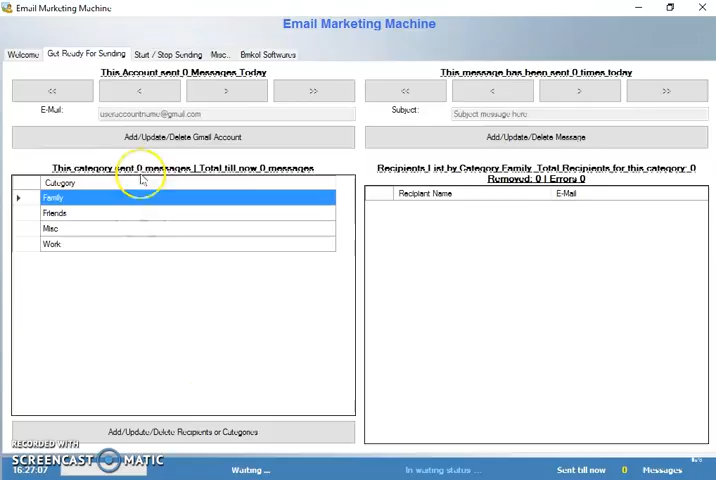 Email Marketing Machine
Email Marketing Machine
Welcome Get Ready For Sending Start / Stop Sending Misc.. Bmkol Softwares
This Account sent 0 Messages Today
<< < > >>
E-Mail: useraccountname@gmail.com
Add/Update/Delete Gmail Account
This message has been sent 0 times today
<< < > >>
Subject: Subject message here
Add/Update/Delete Message
This category sent 0 messages | Total till now 0 messages
Category
Family
Friends
Misc
Work
Add/Update/Delete Recipients or Categories
Recipients List by Category Family Total Recipients for this category: 0
Removed: 0 | Errors 0
Recipiant Name E-Mail
RECORDED WITH
SCREENCAST MATIC
16:27:07 Waiting ... In waiting status ... Sent till now 0 Messages